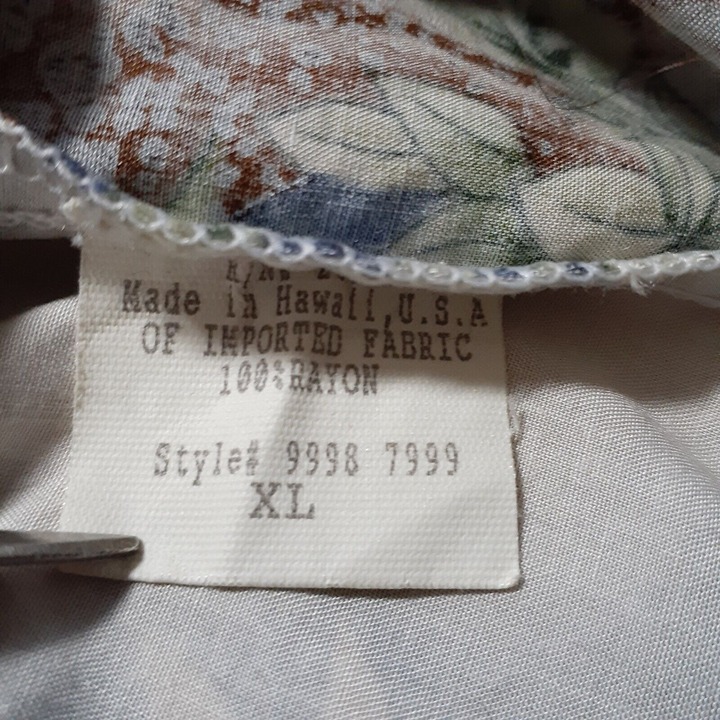 Made in Hawaii,U.S.A
OF IMPORTED FABRIC
100%RAYON
Style# 9998 7999
XL